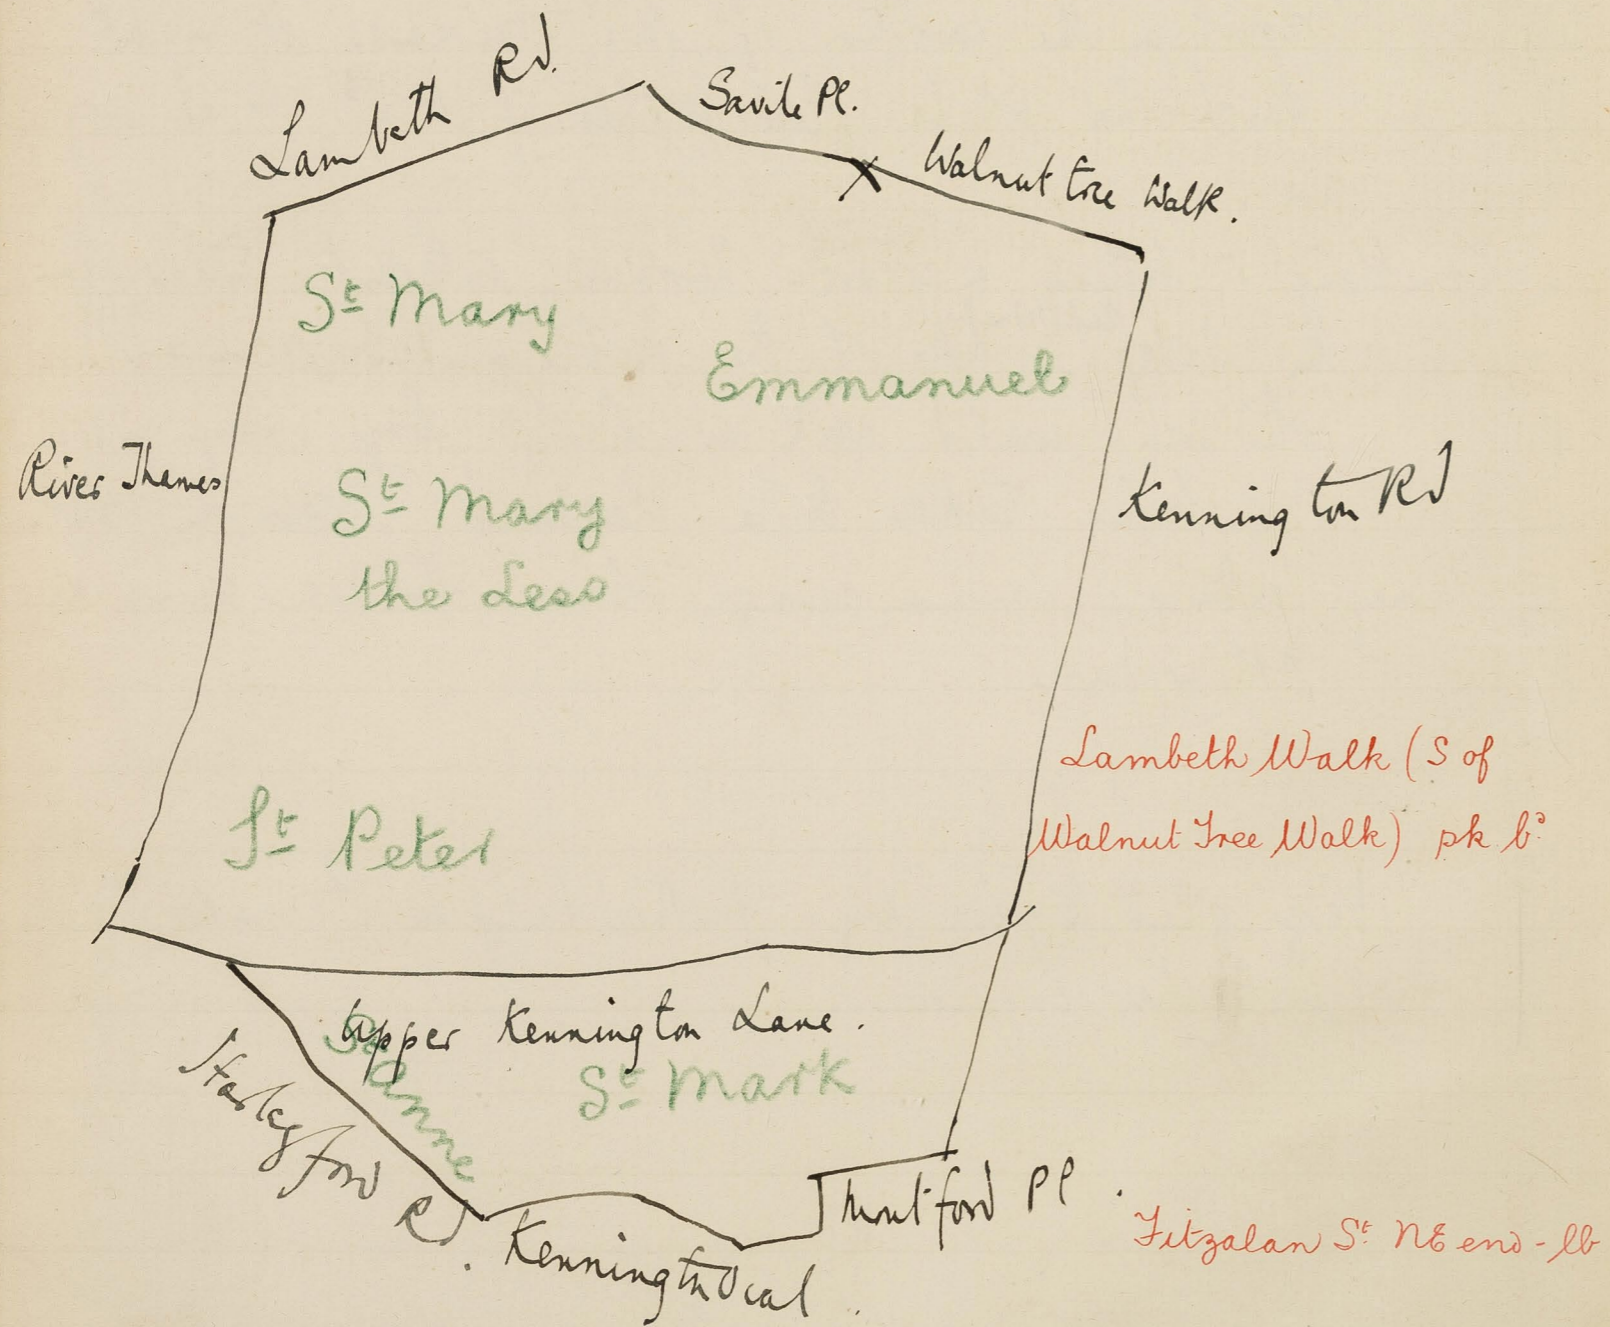 Lambeth Rd.
Savile Pl.
Walnut tree Walk.
St Mary
Emmanuel
River Thames
Kennington Rd
St Mary
the Less
Lambeth Walk (S of
Walnut Tree Walk) pk bd
St Peter
Upper Kennington Lane.
St Anne
St Mark
Harleyford Rd.
Montford Pl.
Kennington Oval.
Fitzalan St NE end - lb